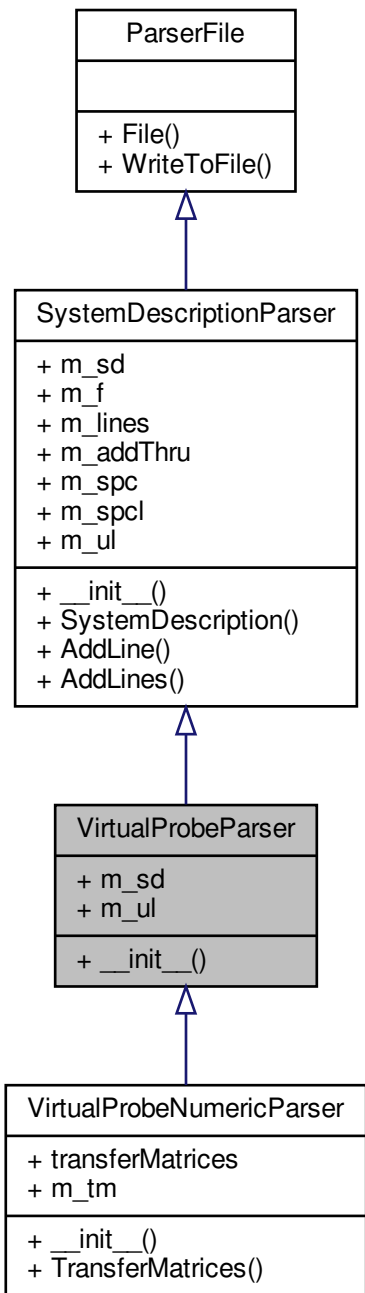 ParserFile
+ File()
+ WriteToFile()
SystemDescriptionParser
+ m_sd
+ m_f
+ m_lines
+ m_addThru
+ m_spc
+ m_spcl
+ m_ul
+ __init__()
+ SystemDescription()
+ AddLine()
+ AddLines()
VirtualProbeParser
+ m_sd
+ m_ul
+ __init__()
VirtualProbeNumericParser
+ transferMatrices
+ m_tm
+ __init__()
+ TransferMatrices()